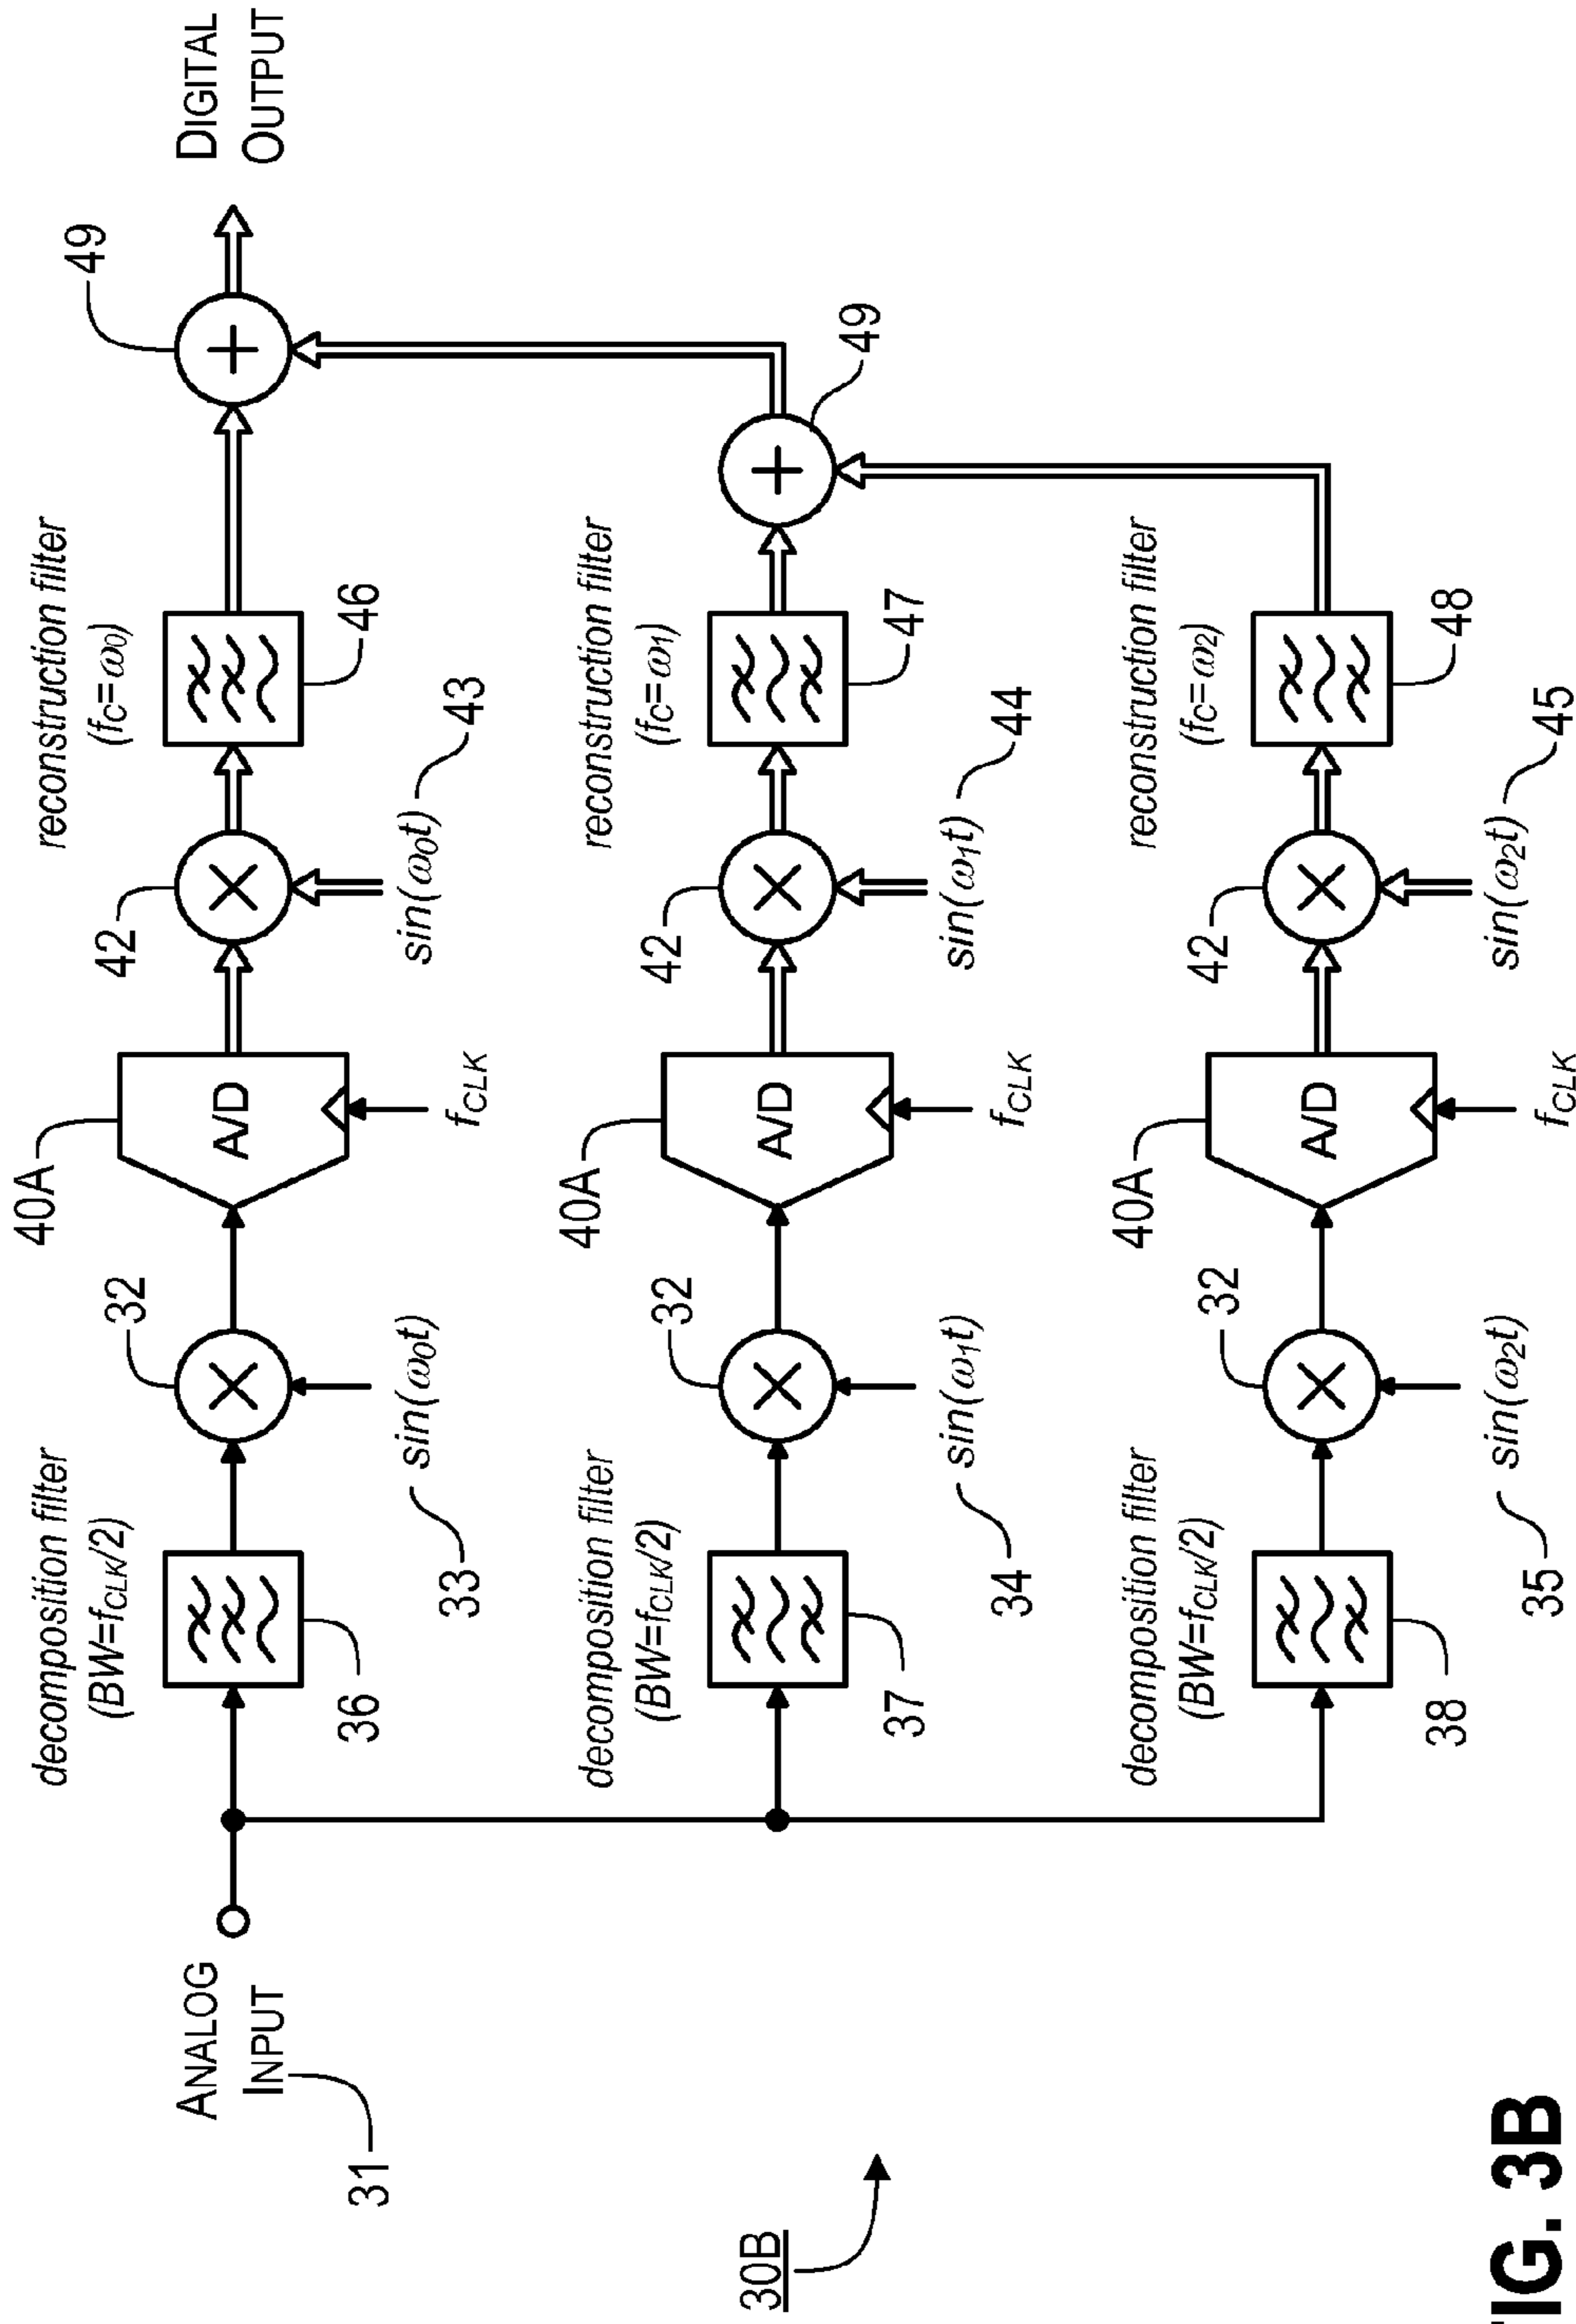 ANALOG
INPUT
31
decomposition filter
(BW=fCLK/2)
36
33
sin(ω0t)
32
40A
A/D
fCLK
42
sin(ω0t)
43
reconstruction filter
(fC=ω0)
46
49
DIGITAL
OUTPUT
decomposition filter
(BW=fCLK/2)
37
34
sin(ω1t)
32
40A
A/D
fCLK
42
sin(ω1t)
44
reconstruction filter
(fC=ω1)
47
49
decomposition filter
(BW=fCLK/2)
38
35
sin(ω2t)
32
40A
A/D
fCLK
42
sin(ω2t)
45
reconstruction filter
(fC=ω2)
48
30B
FIG. 3B